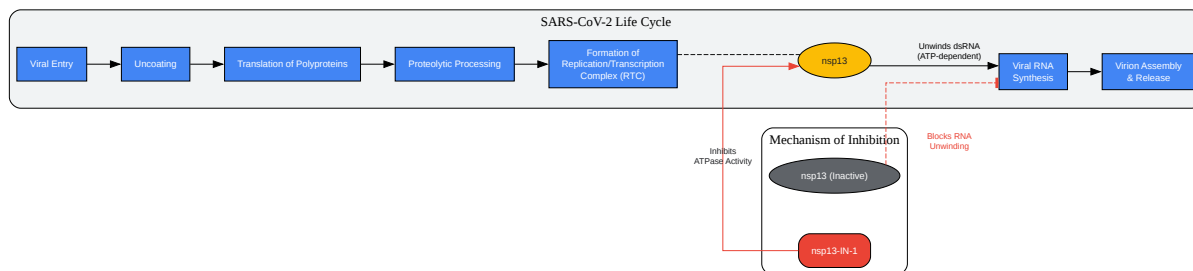 SARS-CoV-2 Life Cycle
Viral Entry
Uncoating
Translation of Polyproteins
Proteolytic Processing
Formation of
Replication/Transcription
Complex (RTC)
nsp13
Unwinds dsRNA
(ATP-dependent)
Viral RNA
Synthesis
Virion Assembly
& Release
Inhibits
ATPase Activity
Mechanism of Inhibition
Blocks RNA
Unwinding
nsp13 (Inactive)
nsp13-IN-1